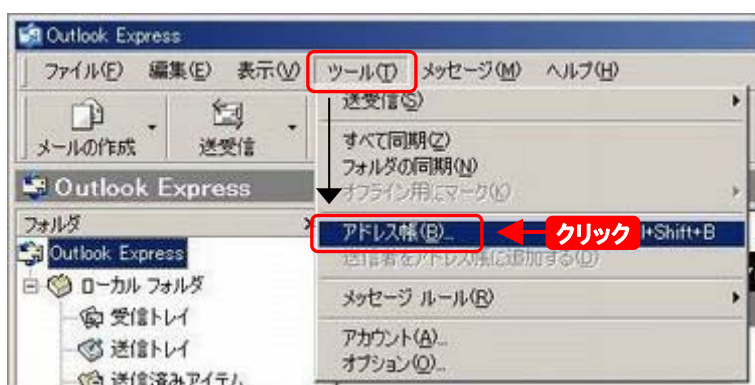 Outlook Express
ファイル(F) 編集(E) 表示(V) ツール(T) メッセージ(M) ヘルプ(H)
メールの作成 送受信
送受信(S)
すべて同期(Z)
フォルダの同期(N)
オフライン用にマーク(K)
Outlook Express
フォルダ
アドレス帳(B)... クリック l+Shift+B
送信者をアドレス帳に追加する(D)
Outlook Express
ローカル フォルダ
メッセージ ルール(R)
受信トレイ
アカウント(A)...
送信トレイ
オプション(O)...
送信済みアイテム